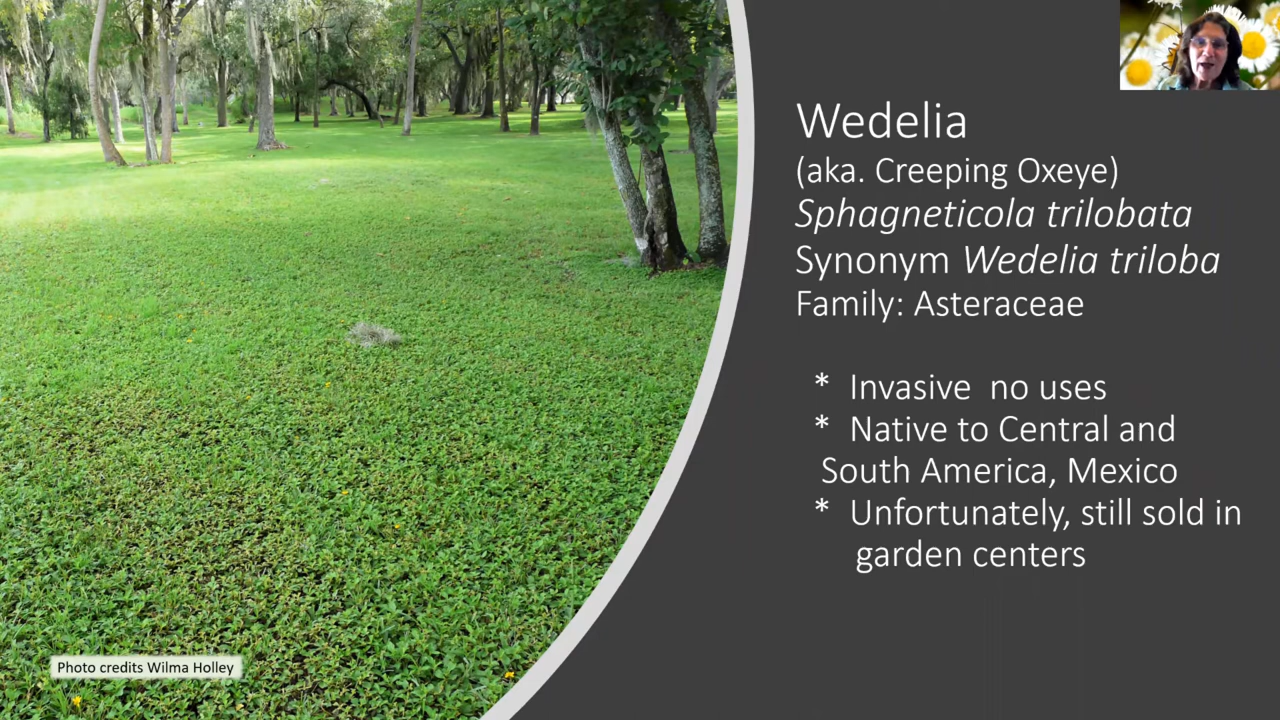 Wedelia
(aka. Creeping Oxeye)
Sphagneticola trilobata
Synonym Wedelia triloba
Family: Asteraceae
* Invasive  no uses
* Native to Central and
South America, Mexico
* Unfortunately, still sold in
garden centers
Photo credits Wilma Holley